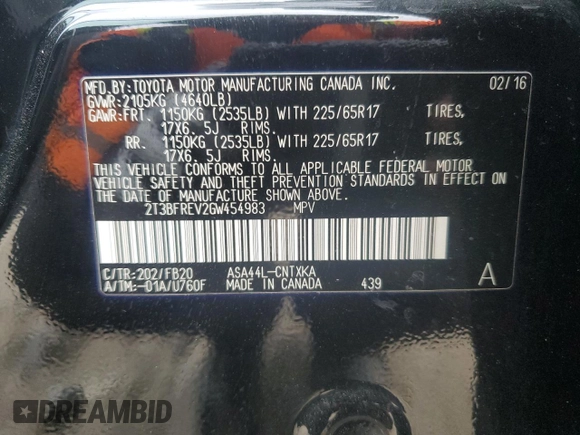 MFD.BY:TOYOTA MOTOR MANUFACTURING CANADA INC. 02/16
GVWR:2105KG (4640LB)
GAWR:FRT. 1150KG (2535LB) WITH 225/65R17 TIRES,
17X6.5J RIMS.
RR. 1150KG (2535LB) WITH 225/65R17 TIRES,
17X6.5J RIMS.
THIS VEHICLE CONFORMS TO ALL APPLICABLE FEDERAL MOTOR
VEHICLE SAFETY AND THEFT PREVENTION STANDARDS IN EFFECT ON
THE DATE OF MANUFACTURE SHOWN ABOVE.
2T3BFREV2GW454983 MPV
C/TR:202/FB20 ASA44L-CNTXKA A
A/TM:-01A/U760F MADE IN CANADA 439
DREAMBID